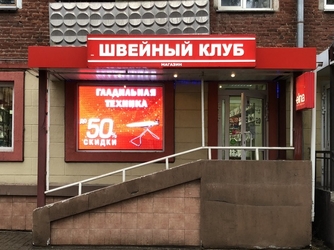 ШВЕЙНЫЙ КЛУБ
МАГАЗИН
ГЛАДИЛЬНАЯ
ТЕХНИКА
ДО 50%
СКИДКИ